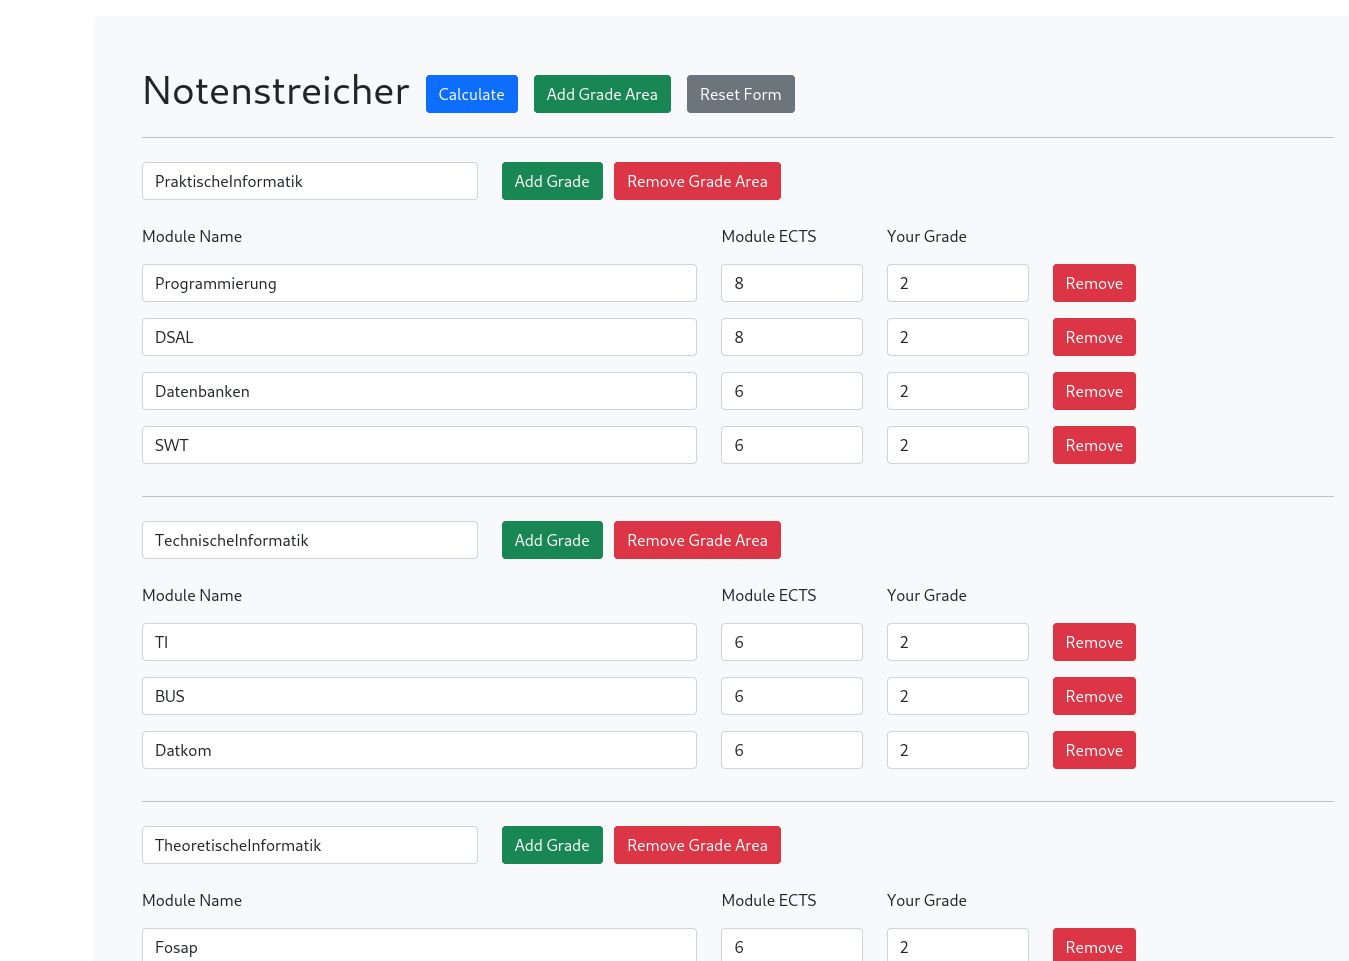 Notenstreicher Calculate Add Grade Area Reset Form
PraktischeInformatik Add Grade Remove Grade Area
Module Name Module ECTS Your Grade
Programmierung 8 2 Remove
DSAL 8 2 Remove
Datenbanken 6 2 Remove
SWT 6 2 Remove
TechnischeInformatik Add Grade Remove Grade Area
Module Name Module ECTS Your Grade
TI 6 2 Remove
BUS 6 2 Remove
Datkom 6 2 Remove
TheoretischeInformatik Add Grade Remove Grade Area
Module Name Module ECTS Your Grade
Fosap 6 2 Remove